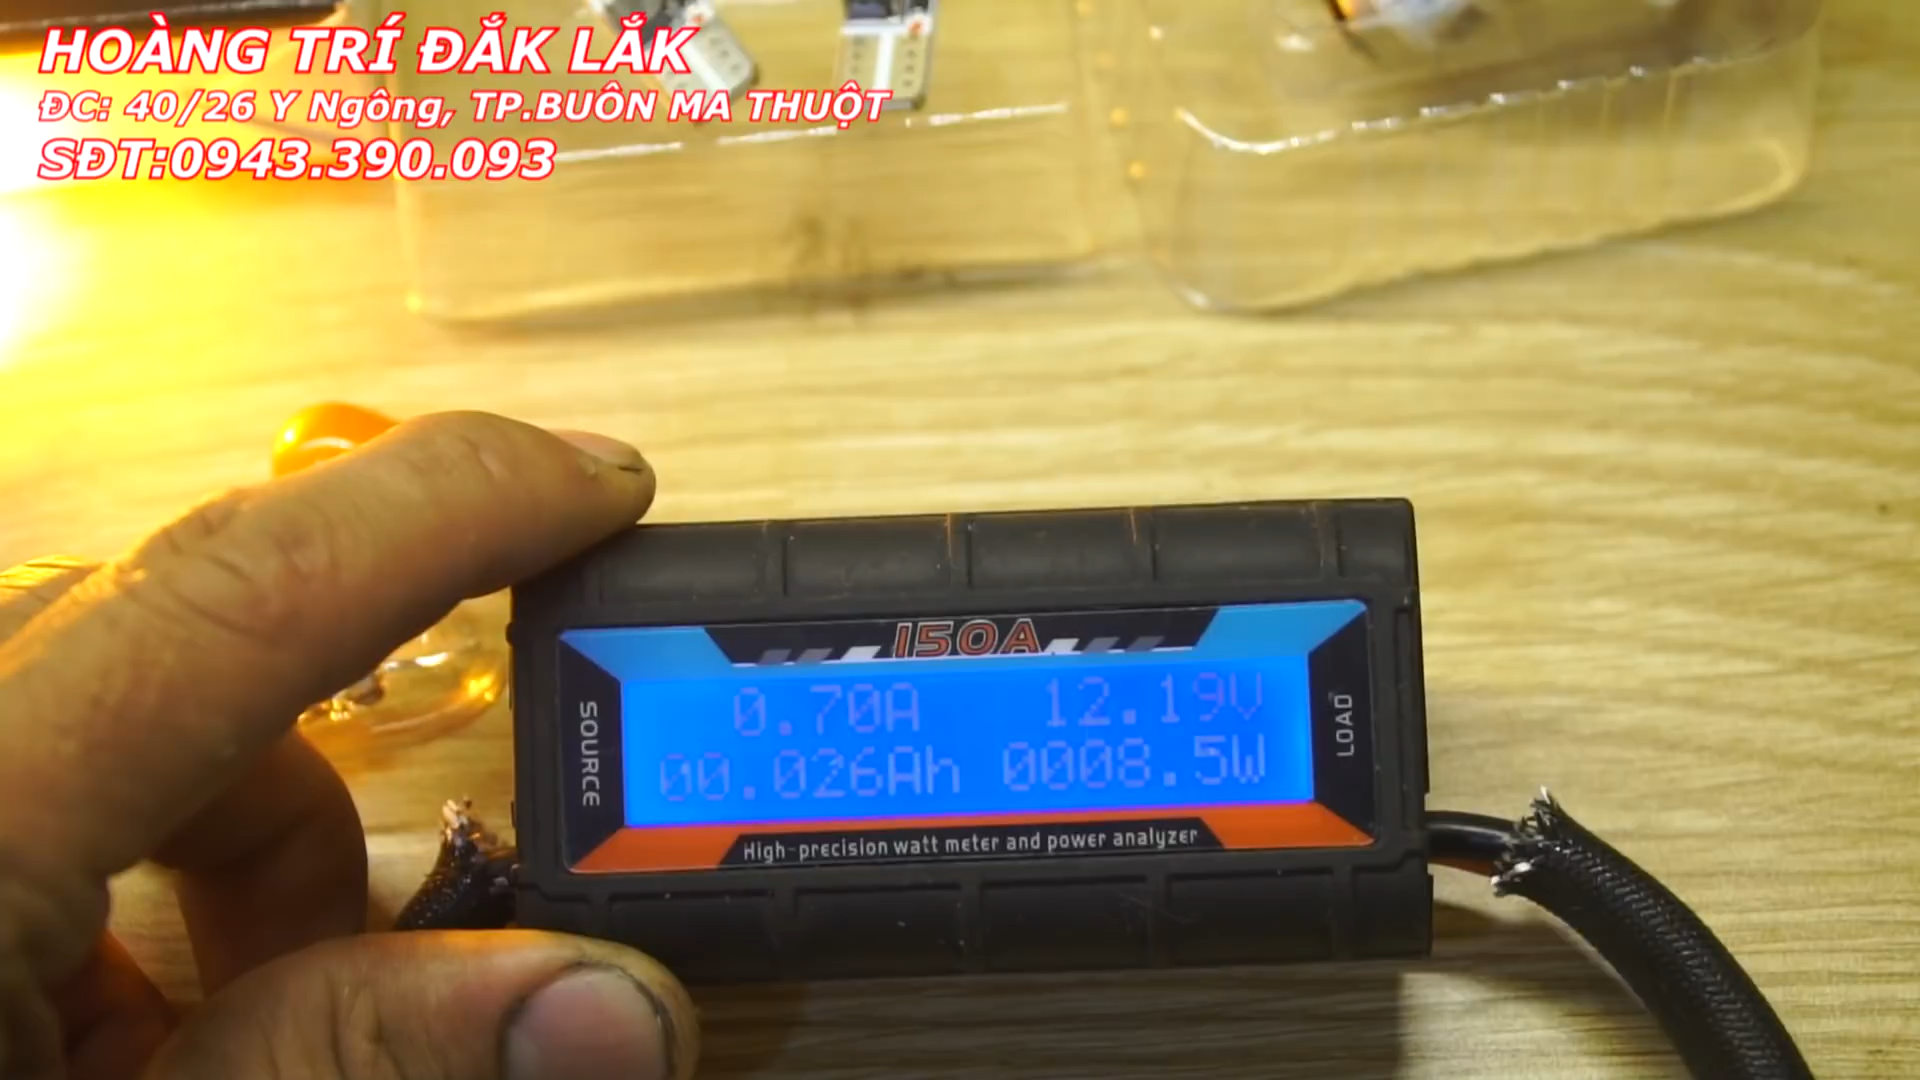 HOÀNG TRÍ ĐẮK LẮK
ĐC: 40/26 Y Ngông, TP.BUÔN MA THUỘT
SĐT:0943.390.093
150A
SOURCE
0.70A 12.19V
00.026Ah 0008.5W
LOAD
High-precision watt meter and power analyzer